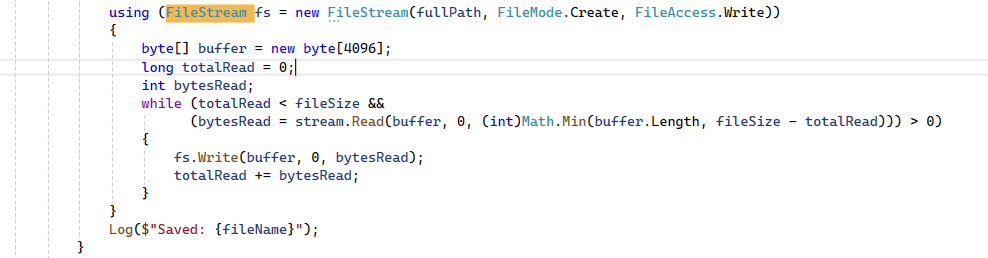 using (FileStream fs = new FileStream(fullPath, FileMode.Create, FileAccess.Write))
{
byte[] buffer = new byte[4096];
long totalRead = 0;
int bytesRead;
while (totalRead < fileSize &&
(bytesRead = stream.Read(buffer, 0, (int)Math.Min(buffer.Length, fileSize - totalRead))) > 0)
{
fs.Write(buffer, 0, bytesRead);
totalRead += bytesRead;
}
}
Log($"Saved: {fileName}");
}